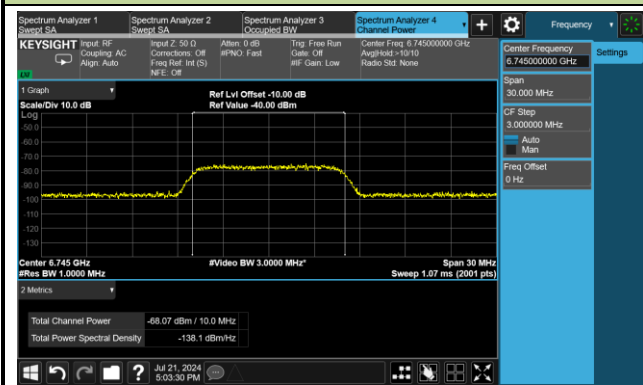 Spectrum Analyzer 1
Swept SA
Spectrum Analyzer 2
Swept SA
Spectrum Analyzer 3
Occupied BW
Spectrum Analyzer 4
Channel Power
Frequency
KEYSIGHT
Input: RF
Coupling: AC
Align: Auto
Input Z: 50 Ω
Corrections: Off
Freq Ref: Int (S)
NFE: Off
Atten: 0 dB
#PNO: Fast
Trig: Free Run
Gate: Off
#IF Gain: Low
Center Freq: 6.745000000 GHz
Avg|Hold:>10/10
Radio Std: None
Center Frequency
6.745000000 GHz
Settings
Span
30.000 MHz
CF Step
3.000000 MHz
Auto
Man
Freq Offset
0 Hz
1 Graph
Scale/Div 10.0 dB
Ref Lvl Offset -10.00 dB
Ref Value -40.00 dBm
Log
-50.0
-60.0
-70.0
-80.0
-90.0
-100
-110
-120
-130
Center 6.745 GHz
#Res BW 1.0000 MHz
#Video BW 3.0000 MHz*
Span 30 MHz
Sweep 1.07 ms (2001 pts)
2 Metrics
Total Channel Power
-68.07 dBm / 10.0 MHz
Total Power Spectral Density
-138.1 dBm/Hz
Jul 21, 2024
5:03:30 PM